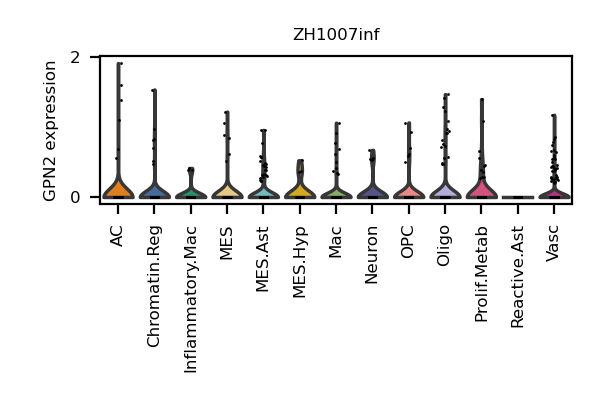 ZH1007inf
GPN2 expression
2
0
AC
Chromatin.Reg
Inflammatory.Mac
MES
MES.Ast
MES.Hyp
Mac
Neuron
OPC
Oligo
Prolif.Metab
Reactive.Ast
Vasc